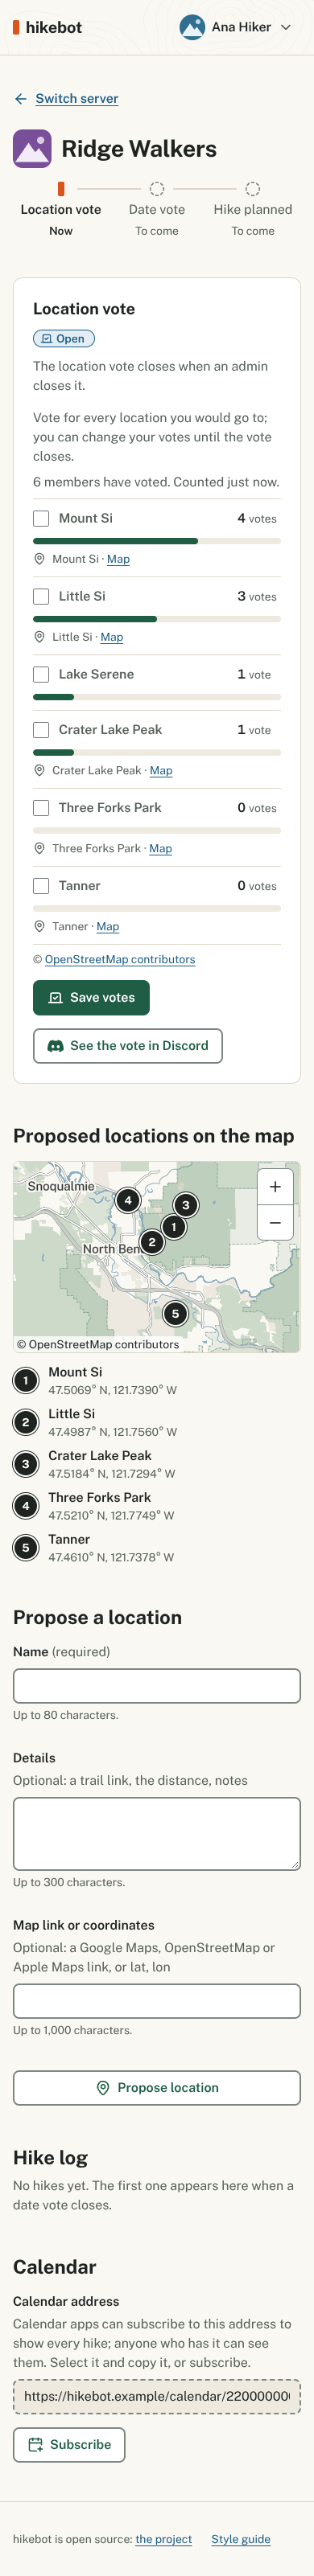 hikebot
Ana Hiker
Switch server
Ridge Walkers
Location vote
Date vote
Hike planned
Now
To come
To come
Location vote
Open
The location vote closes when an admin
closes it.
Vote for every location you would go to;
you can change your votes until the vote
closes.
6 members have voted. Counted just now.
Mount Si
4 votes
Mount Si · Map
Little Si
3 votes
Little Si · Map
Lake Serene
1 vote
Crater Lake Peak
1 vote
Crater Lake Peak · Map
Three Forks Park
0 votes
Three Forks Park · Map
Tanner
0 votes
Tanner · Map
© OpenStreetMap contributors
Save votes
See the vote in Discord
Proposed locations on the map
Snoqualmie
4
3
1
North Ben
2
5
+
−
© OpenStreetMap contributors
1
Mount Si
47.5069° N, 121.7390° W
2
Little Si
47.4987° N, 121.7560° W
3
Crater Lake Peak
47.5184° N, 121.7294° W
4
Three Forks Park
47.5210° N, 121.7749° W
5
Tanner
47.4610° N, 121.7378° W
Propose a location
Name (required)
Up to 80 characters.
Details
Optional: a trail link, the distance, notes
Up to 300 characters.
Map link or coordinates
Optional: a Google Maps, OpenStreetMap or
Apple Maps link, or lat, lon
Up to 1,000 characters.
Propose location
Hike log
No hikes yet. The first one appears here when a
date vote closes.
Calendar
Calendar address
Calendar apps can subscribe to this address to
show every hike; anyone who has it can see
them. Select it and copy it, or subscribe.
https://hikebot.example/calendar/22000000
Subscribe
hikebot is open source: the project
Style guide